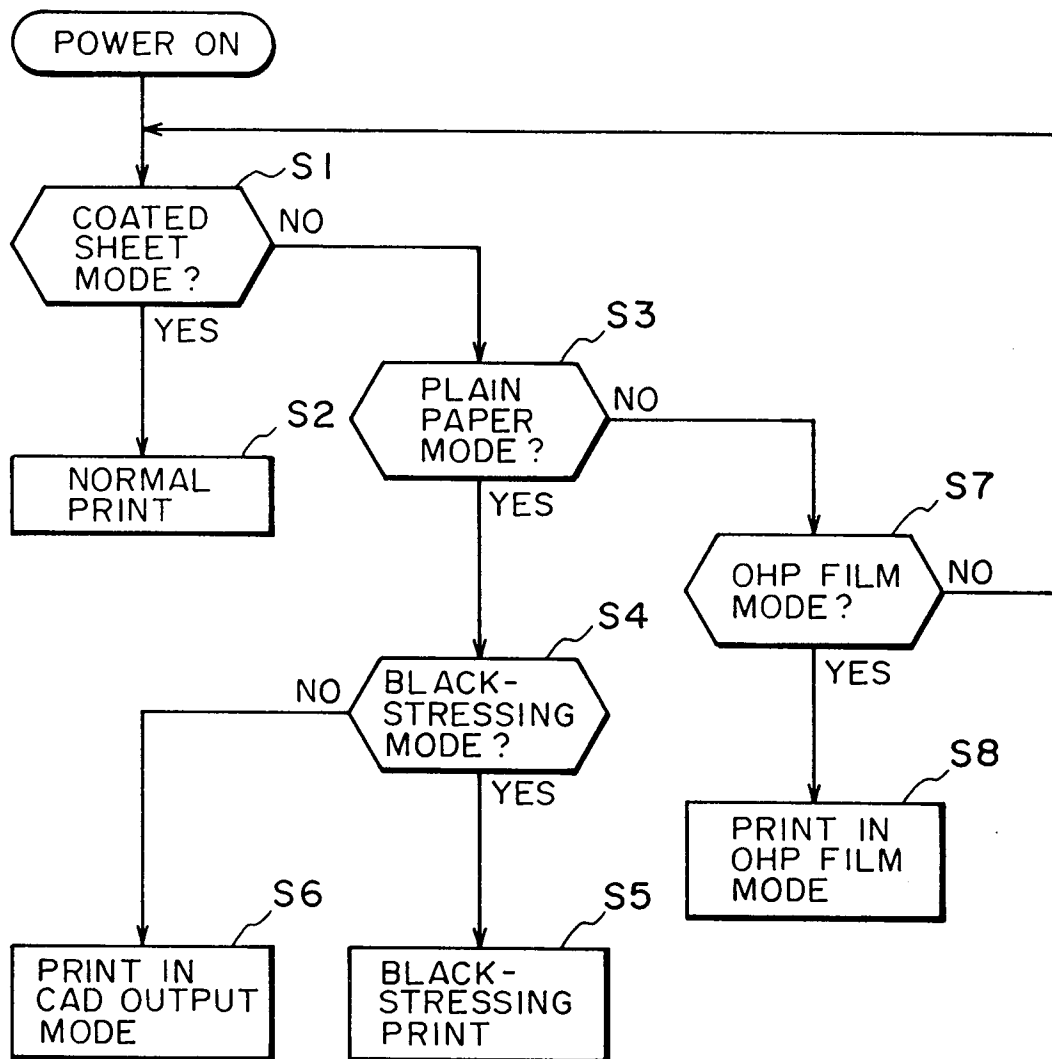 POWER ON
S1
COATED
SHEET
MODE?
NO
YES
S2
NORMAL
PRINT
S3
PLAIN
PAPER
MODE?
NO
YES
S7
OHP FILM
MODE?
NO
YES
S4
BLACK-
STRESSING
MODE?
NO
YES
S8
PRINT IN
OHP FILM
MODE
S6
PRINT IN
CAD OUTPUT
MODE
S5
BLACK-
STRESSING
PRINT